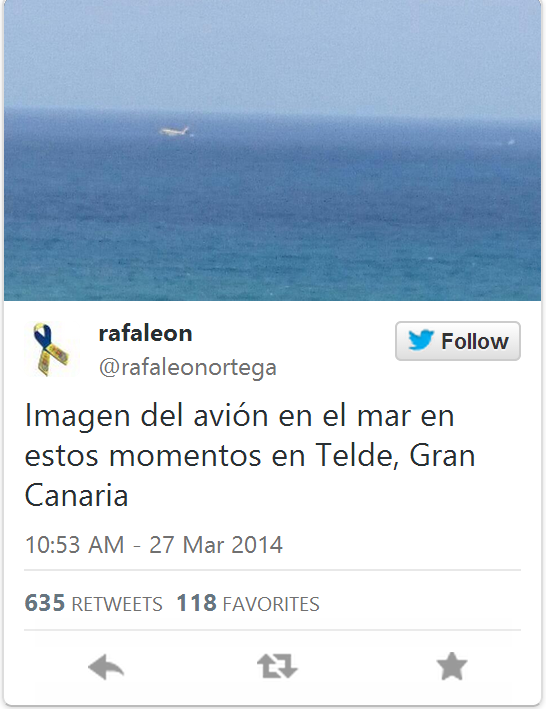 rafaleon
Follow
@rafaleonortega
Imagen del avión en el mar en
estos momentos en Telde, Gran
Canaria
10:53 AM - 27 Mar 2014
635 RETWEETS 118 FAVORITES